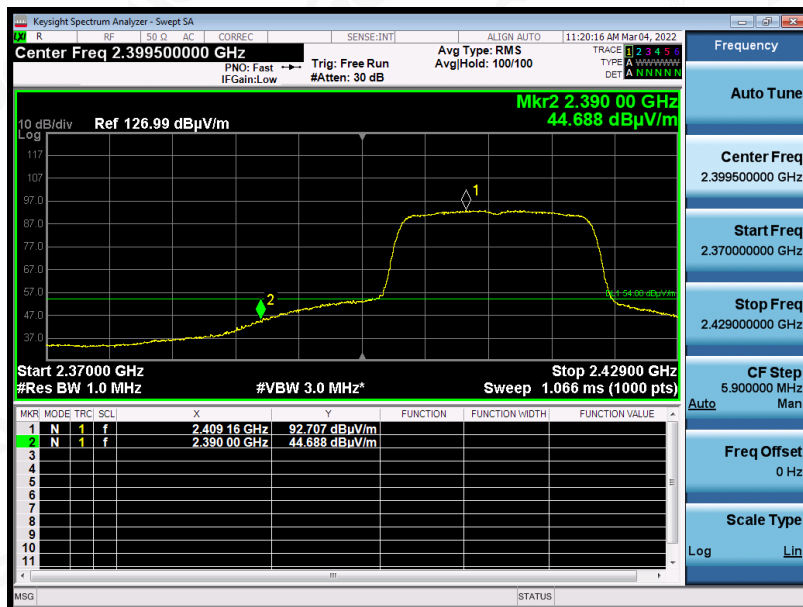 Keysight Spectrum Analyzer - Swept SA
LXI R RF 50 Ω AC CORREC SENSE:INT ALIGN AUTO 11:20:16 AM Mar 04, 2022
Center Freq 2.399500000 GHz
PNO: Fast
IFGain:Low
Trig: Free Run
#Atten: 30 dB
Avg Type: RMS
Avg|Hold: 100/100
TRACE 1 2 3 4 5 6
TYPE A WWWWW
DET A N N N N N
Mkr2 2.390 00 GHz
44.688 dBµV/m
10 dB/div Ref 126.99 dBµV/m
Log
117
107
97.0
87.0
77.0
67.0
57.0
47.0
37.0
1
2
DL1 54.00 dBµV/m
Start 2.37000 GHz Stop 2.42900 GHz
#Res BW 1.0 MHz #VBW 3.0 MHz* Sweep 1.066 ms (1000 pts)
MKR MODE TRC SCL X Y FUNCTION FUNCTION WIDTH FUNCTION VALUE
1 N 1 f 2.409 16 GHz 92.707 dBµV/m
2 N 1 f 2.390 00 GHz 44.688 dBµV/m
3
4
5
6
7
8
9
10
11
MSG STATUS
Frequency
Auto Tune
Center Freq
2.399500000 GHz
Start Freq
2.370000000 GHz
Stop Freq
2.429000000 GHz
CF Step
5.900000 MHz
Auto Man
Freq Offset
0 Hz
Scale Type
Log Lin